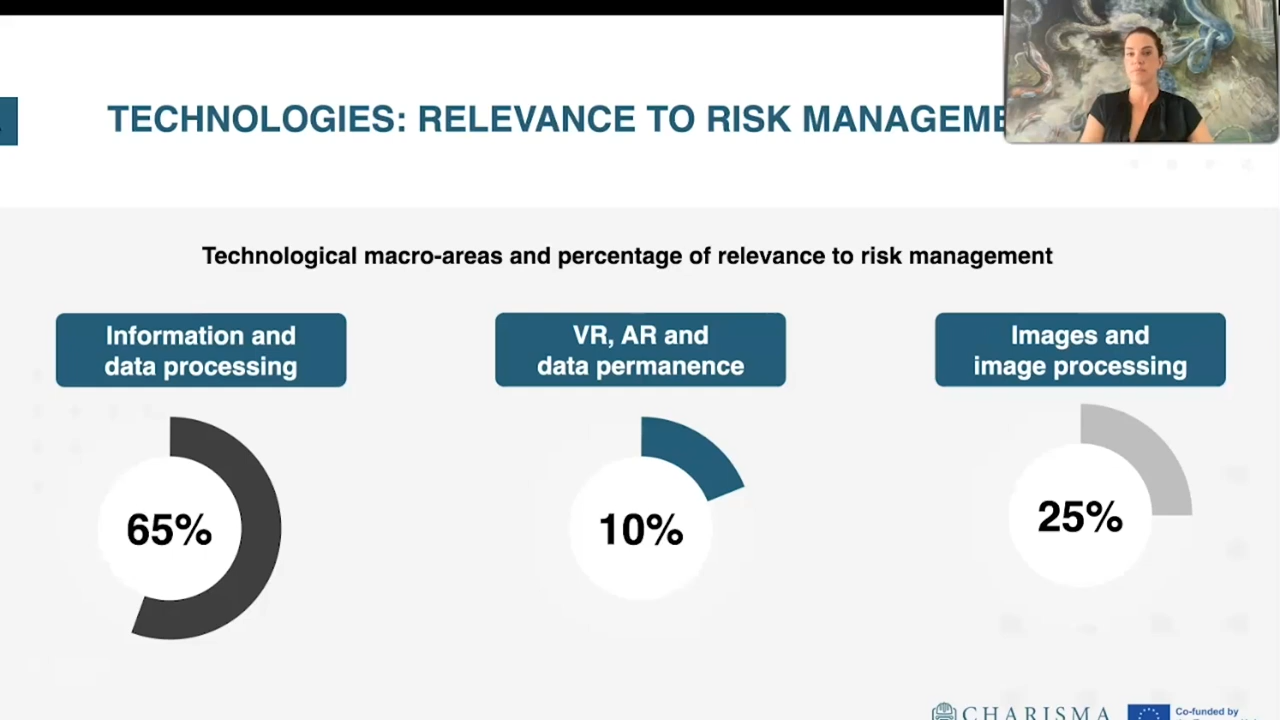 TECHNOLOGIES: RELEVANCE TO RISK
Technological macro-areas and percentage of relevance to risk management
Information and
data processing
65%
VR, AR and
data permanence
10%
Images and
image processing
25%
CHARISMA
Co-funded by